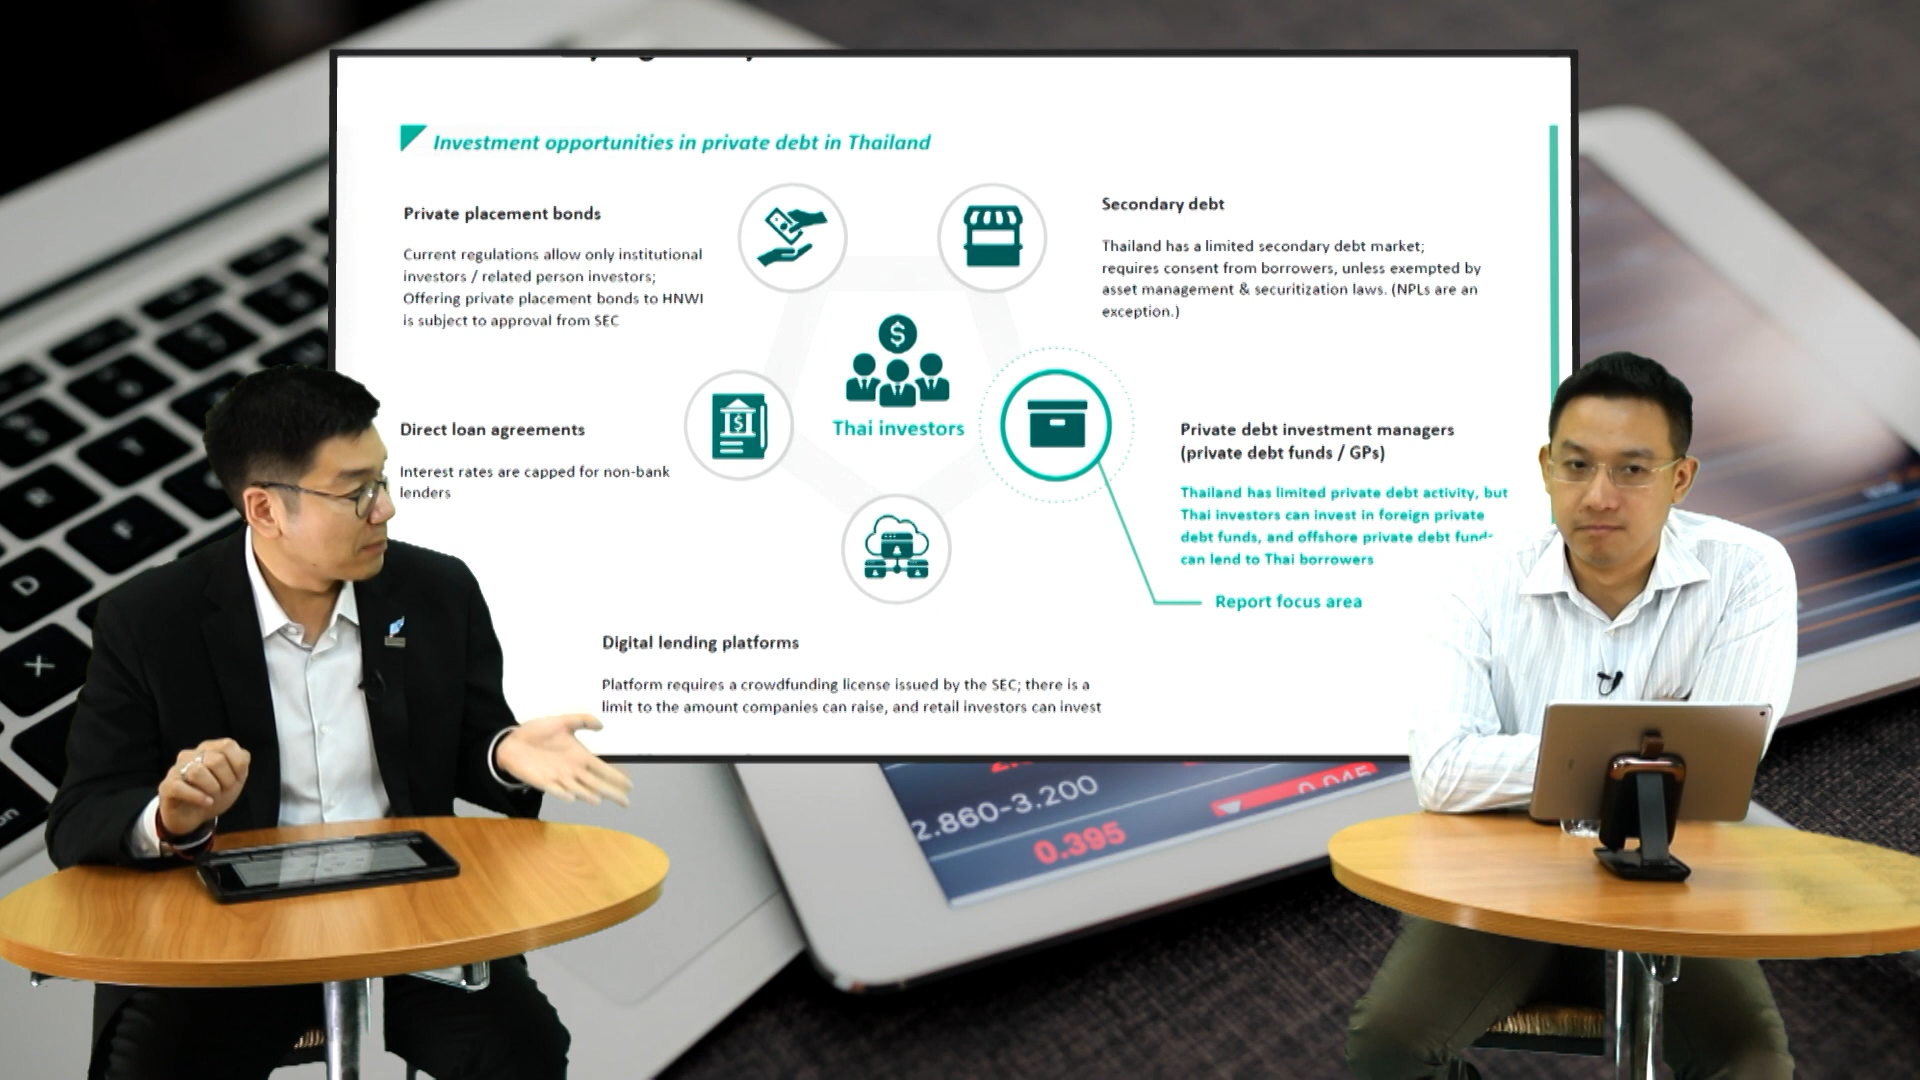 Investment opportunities in private debt in Thailand
Private placement bonds
Current regulations allow only institutional
investors / related person investors;
Offering private placement bonds to HNWI
is subject to approval from SEC
Secondary debt
Thailand has a limited secondary debt market;
requires consent from borrowers, unless exempted by
asset management & securitization laws. (NPLs are an
exception.)
Thai investors
Direct loan agreements
Interest rates are capped for non-bank
lenders
Private debt investment managers
(private debt funds / GPs)
Thailand has limited private debt activity, but
Thai investors can invest in foreign private
debt funds, and offshore private debt funds
can lend to Thai borrowers
Report focus area
Digital lending platforms
Platform requires a crowdfunding license issued by the SEC; there is a
limit to the amount companies can raise, and retail investors can invest
2.860-3.200
0.395
0.045
R
F
D
X